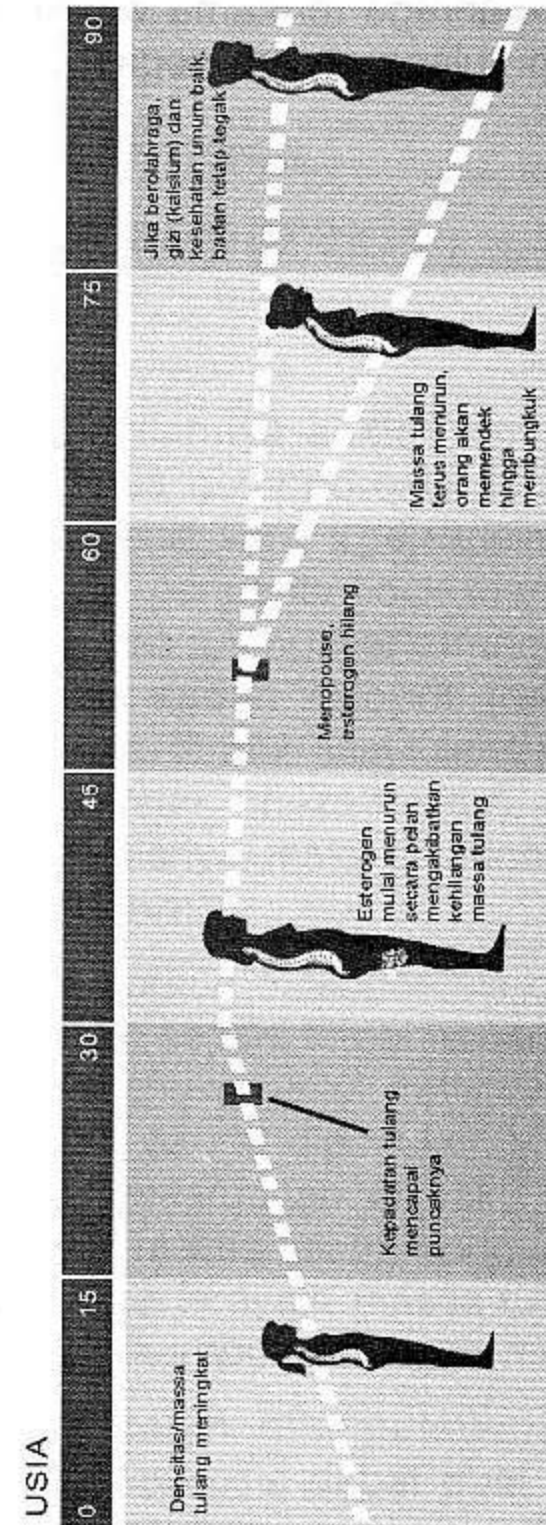 USIA
0
15
30
45
60
75
90
Densitas/massa
tulang meningkat
Kepadatan tulang
mencapai
puncaknya
Esterogen
mulai menurun
secara pelan
mengakibatkan
kehilangan
massa tulang
Menopouse,
esterogen hilang
Massa tulang
terus menurun,
orang akan
memendek
hingga
membungkuk
Jika berolahraga,
gizi (kalsium) dan
kesehatan umum baik,
badan tetap tegak